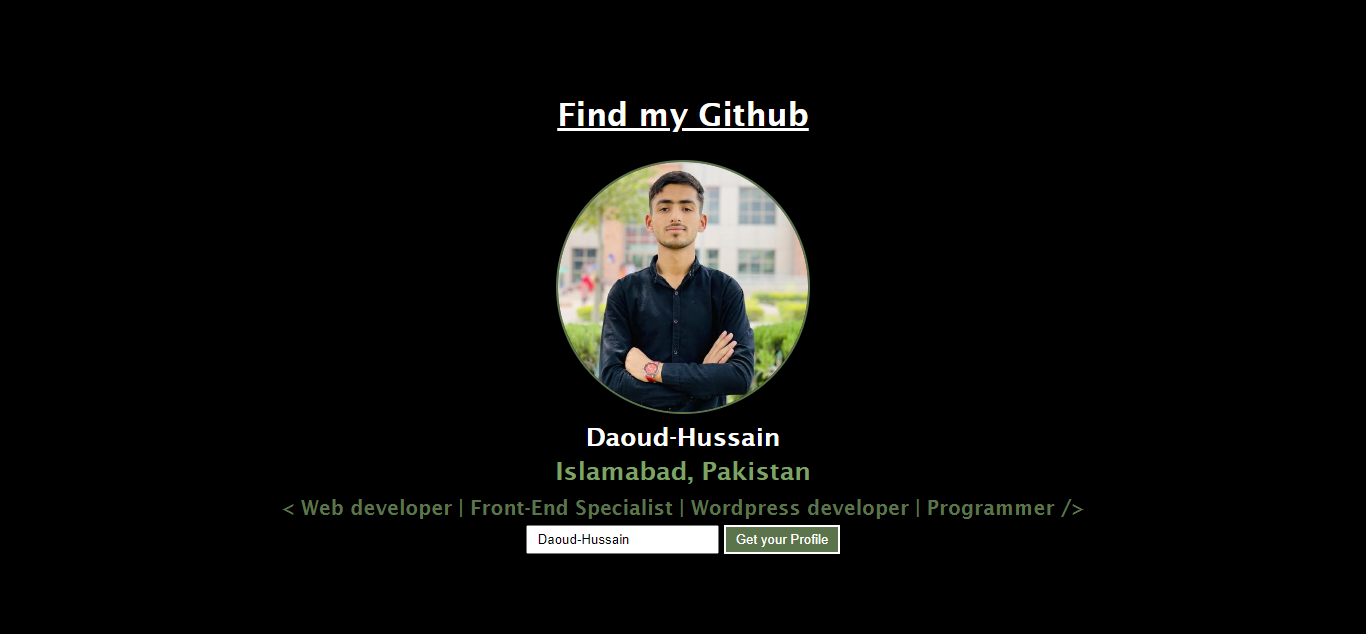 Find my Github
Daoud-Hussain
Islamabad, Pakistan
< Web developer | Front-End Specialist | Wordpress developer | Programmer />
Daoud-Hussain Get your Profile